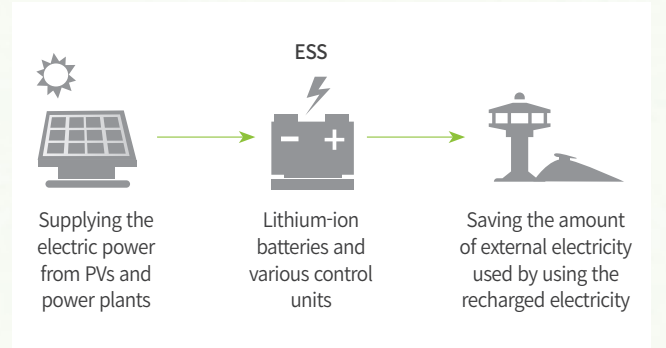 ESS
Supplying the
electric power
from PVs and
power plants
Lithium-ion
batteries and
various control
units
Saving the amount
of external electricity
used by using the
recharged electricity